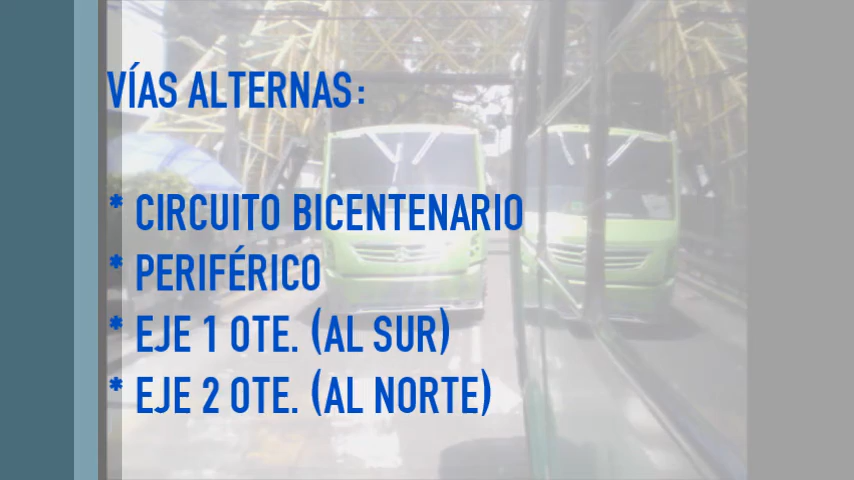 VÍAS ALTERNAS:
* CIRCUITO BICENTENARIO
* PERIFÉRICO
* EJE 1 OTE. (AL SUR)
* EJE 2 OTE. (AL NORTE)